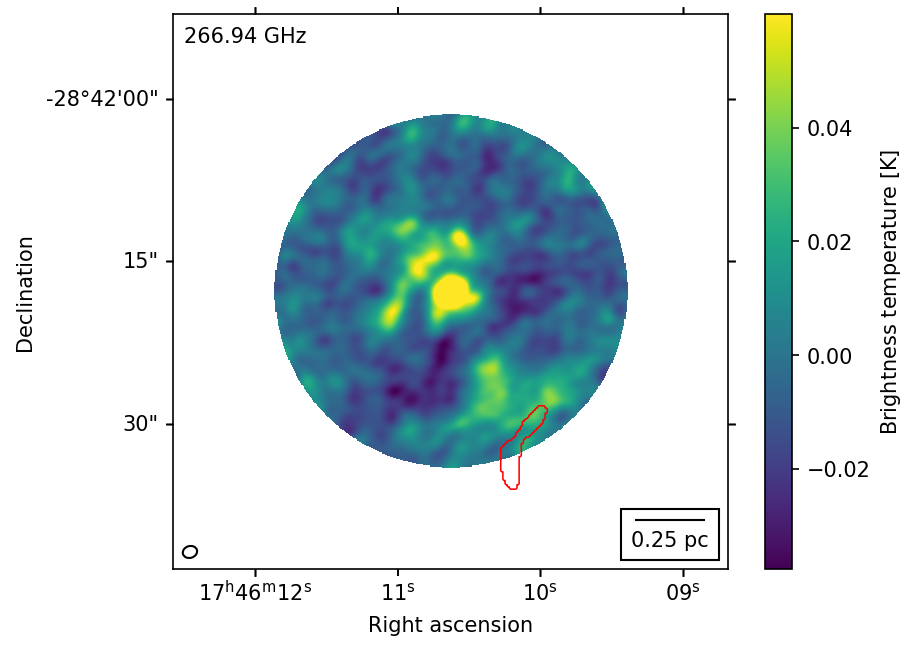 266.94 GHz
-28°42'00"
15"
30"
Declination
17ʰ46ᵐ12ˢ
11ˢ
10ˢ
09ˢ
Right ascension
0.25 pc
0.04
0.02
0.00
−0.02
Brightness temperature [K]